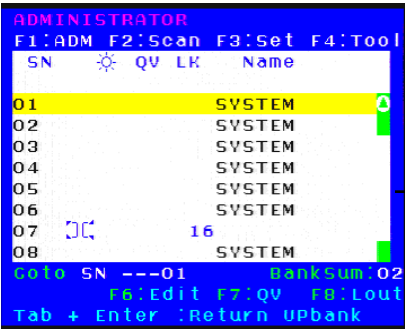 ADMINISTRATOR
F1:ADM F2:Scan F3:Set F4:Tool
SN QV LK Name
01 SYSTEM
02 SYSTEM
03 SYSTEM
04 SYSTEM
05 SYSTEM
06 SYSTEM
07 16
08 SYSTEM
Goto SN ---01 BankSum:02
F6:Edit F7:QV F8:Lout
Tab + Enter :Return UPbank